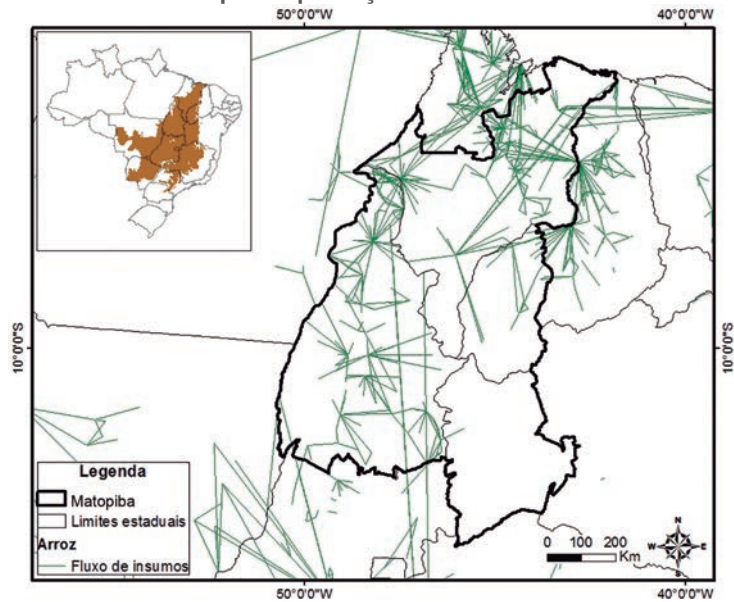 50°0'0"W 40°0'0"W
10°0'0"S 10°0'0"S
Legenda
Matopiba
Limites estaduais
Arroz
Fluxo de insumos
N
W E
S
0 100 200
Km
50°0'0"W 40°0'0"W